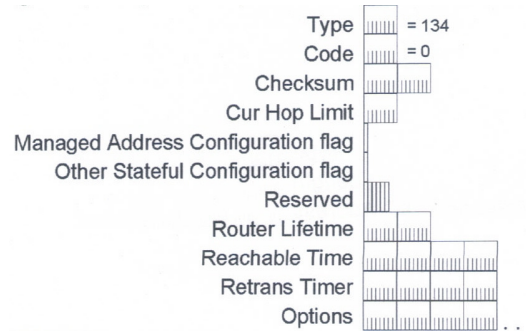 Type = 134
Code = 0
Checksum
Cur Hop Limit
Managed Address Configuration flag
Other Stateful Configuration flag
Reserved
Router Lifetime
Reachable Time
Retrans Timer
Options . .